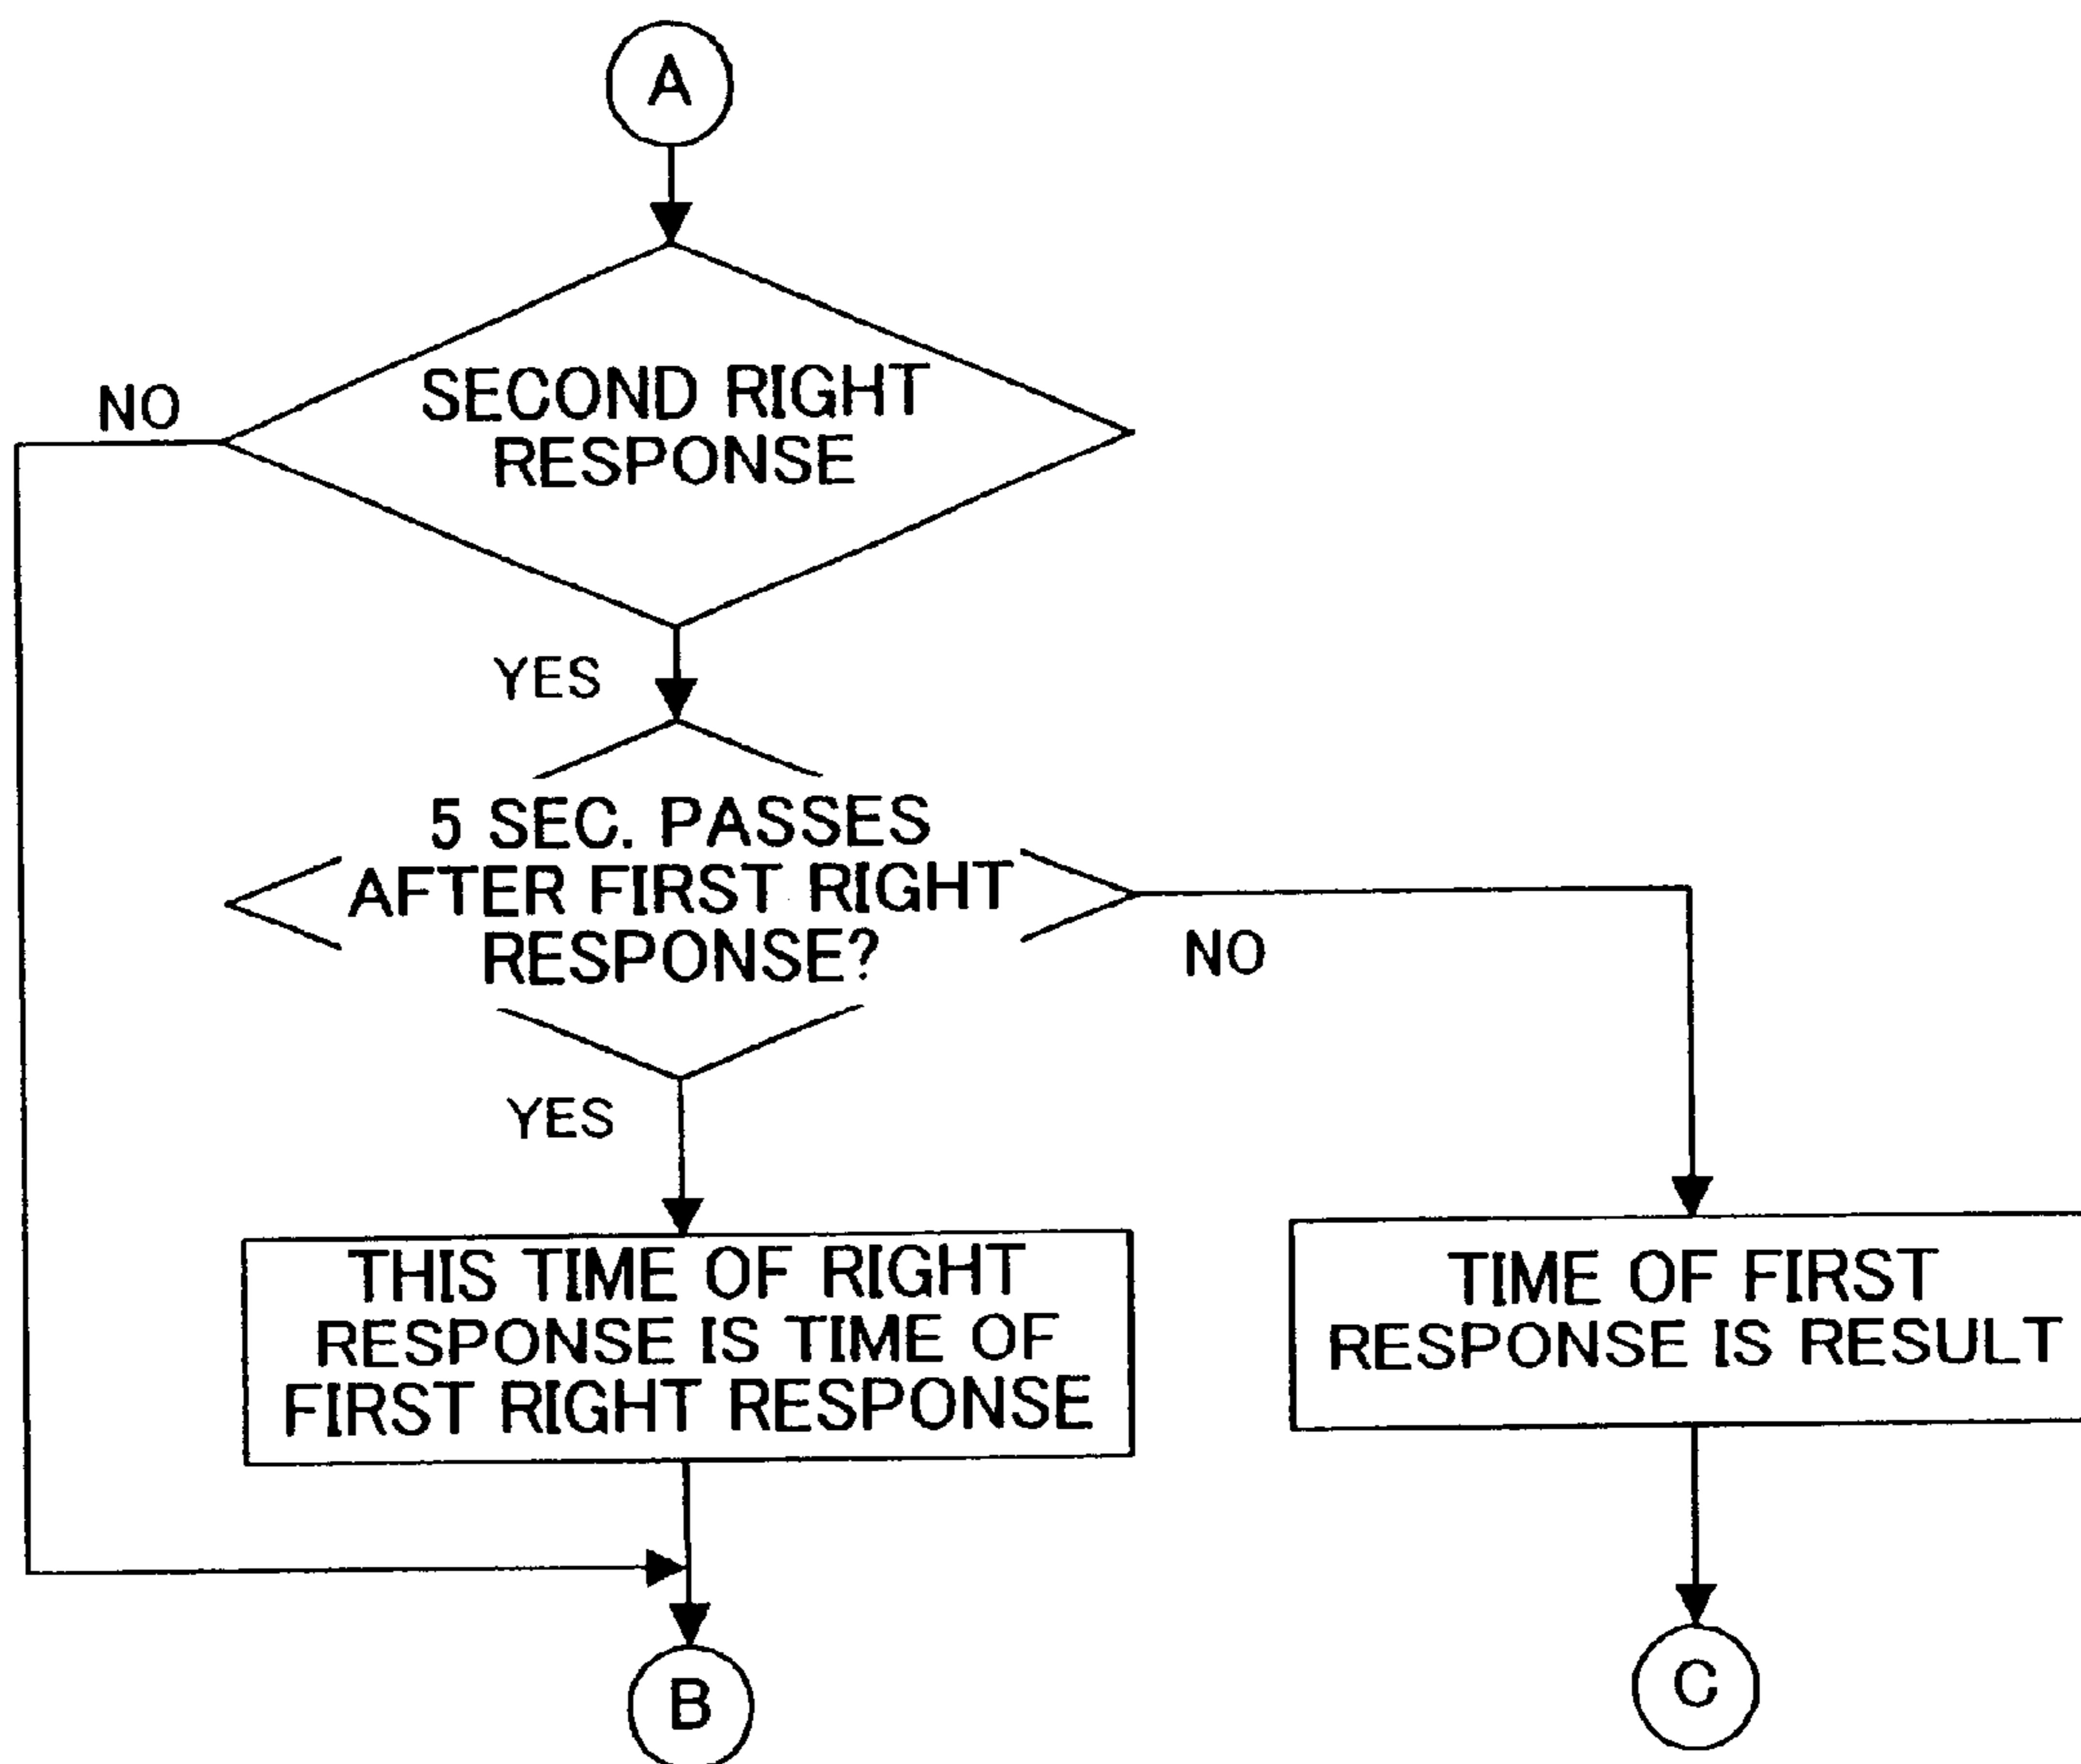 A
SECOND RIGHT
RESPONSE
NO
YES
5 SEC. PASSES
AFTER FIRST RIGHT
RESPONSE?
NO
YES
THIS TIME OF RIGHT
RESPONSE IS TIME OF
FIRST RIGHT RESPONSE
TIME OF FIRST
RESPONSE IS RESULT
B
C